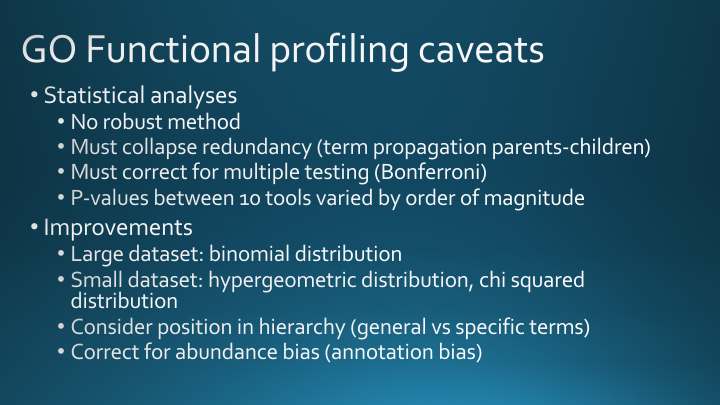 GO Functional profiling caveats
• Statistical analyses
• No robust method
• Must collapse redundancy (term propagation parents-children)
• Must correct for multiple testing (Bonferroni)
• P-values between 10 tools varied by order of magnitude
• Improvements
• Large dataset: binomial distribution
• Small dataset: hypergeometric distribution, chi squared
distribution
• Consider position in hierarchy (general vs specific terms)
• Correct for abundance bias (annotation bias)